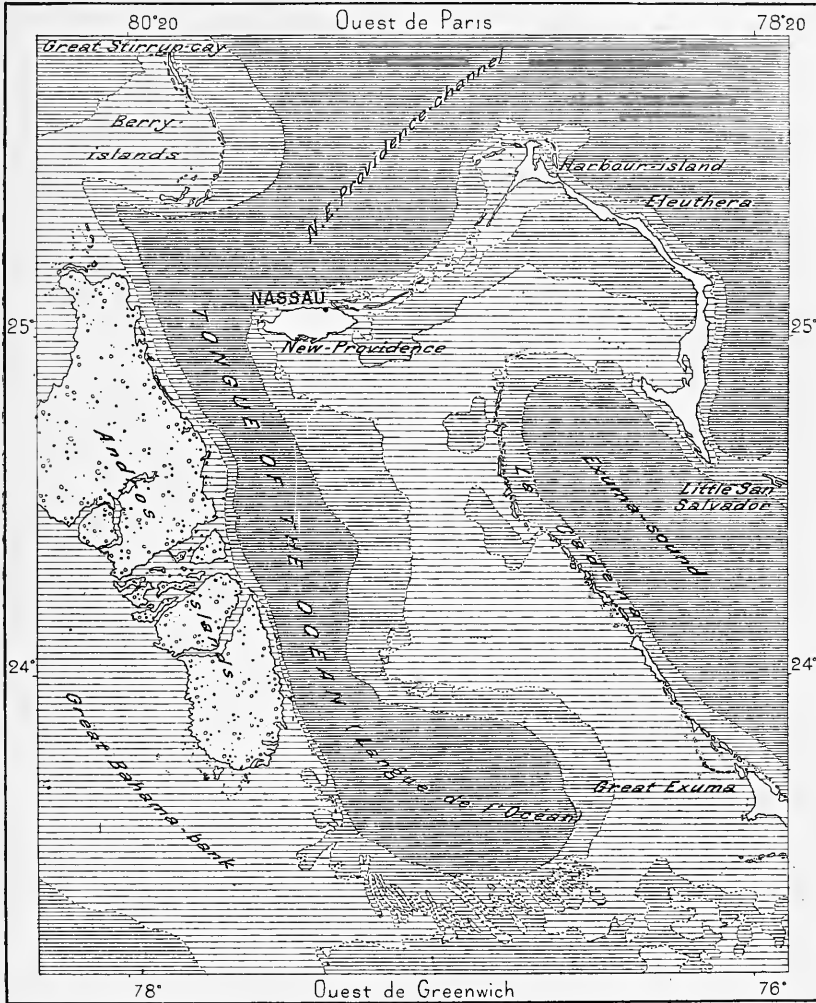 80°20
Ouest de Paris
78°20
Great Stirrup-cay
Berry-
islands
N.E. Providence-channel
Harbour-island
Eleuthera
NASSAU
25°
25°
New-Providence
TONGUE OF THE OCEAN (Langue de l'Océan)
Andros
Islands
La Cadena
Exuma-sound
Little San
Salvador
24°
24°
Great Bahama-bank
Great Exuma
78°
Ouest de Greenwich
76°